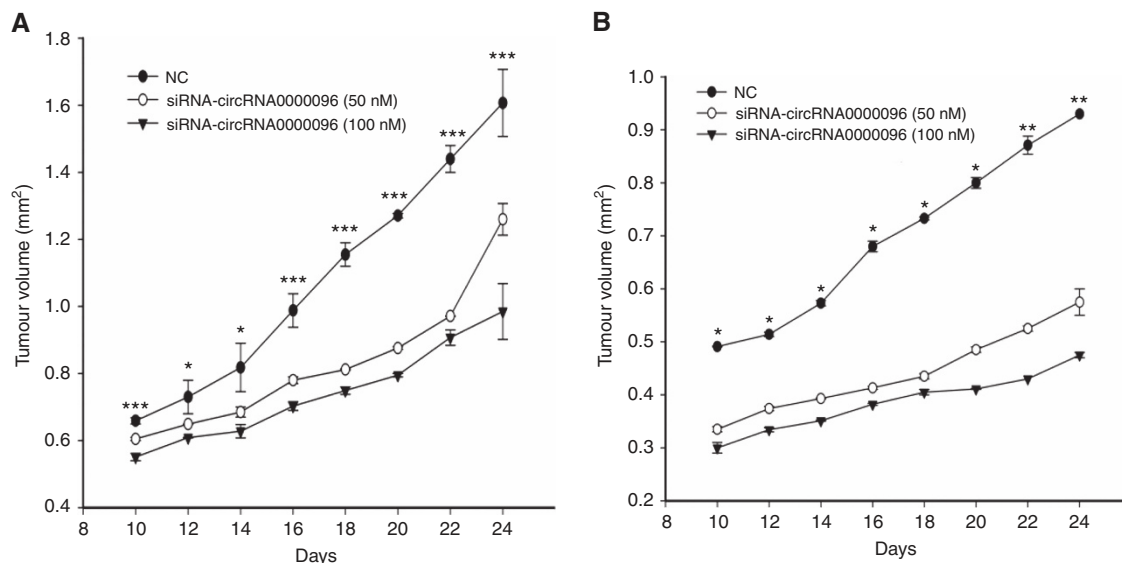 A
1.8
1.6
1.4
1.2
1.0
0.8
0.6
0.4
Tumour volume (mm²)
NC
siRNA-circRNA0000096 (50 nM)
siRNA-circRNA0000096 (100 nM)
***
*
*
***
***
***
***
***
8 10 12 14 16 18 20 22 24
Days
B
1.0
0.9
0.8
0.7
0.6
0.5
0.4
0.3
0.2
Tumour volume (mm²)
NC
siRNA-circRNA0000096 (50 nM)
siRNA-circRNA0000096 (100 nM)
*
*
*
*
*
*
**
**
8 10 12 14 16 18 20 22 24
Days